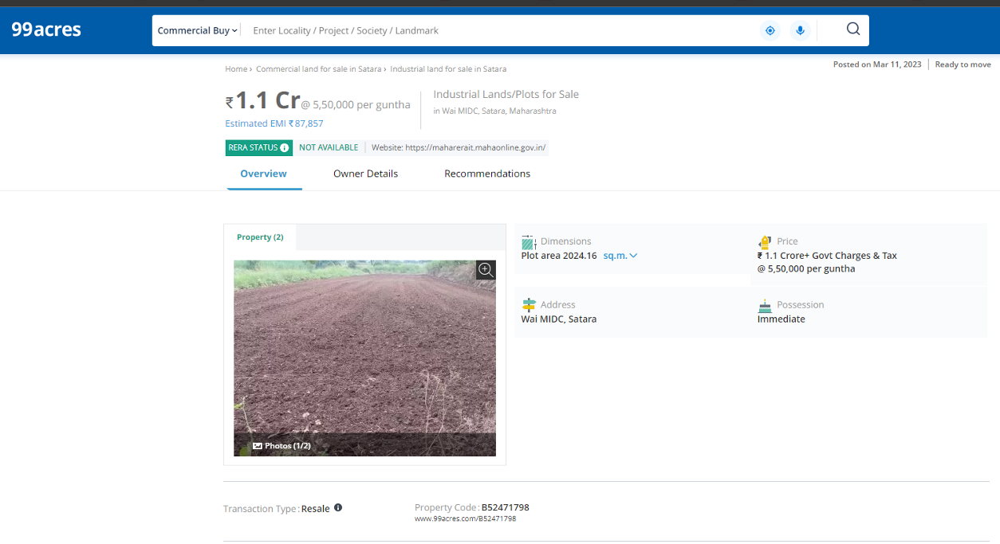 99acres
Commercial Buy
Enter Locality / Project / Society / Landmark
Home › Commercial land for sale in Satara › Industrial land for sale in Satara
Posted on Mar 11, 2023 | Ready to move
₹1.1 Cr@ 5,50,000 per guntha
Estimated EMI ₹87,857
Industrial Lands/Plots for Sale
in Wai MIDC, Satara, Maharashtra
RERA STATUS NOT AVAILABLE | Website: https://maharerait.mahaonline.gov.in/
Overview
Owner Details
Recommendations
Property (2)
Photos (1/2)
Dimensions
Plot area 2024.16 sq.m.
Price
₹ 1.1 Crore+ Govt Charges & Tax
@ 5,50,000 per guntha
Address
Wai MIDC, Satara
Possession
Immediate
Transaction Type : Resale
Property Code : B52471798
www.99acres.com/B52471798